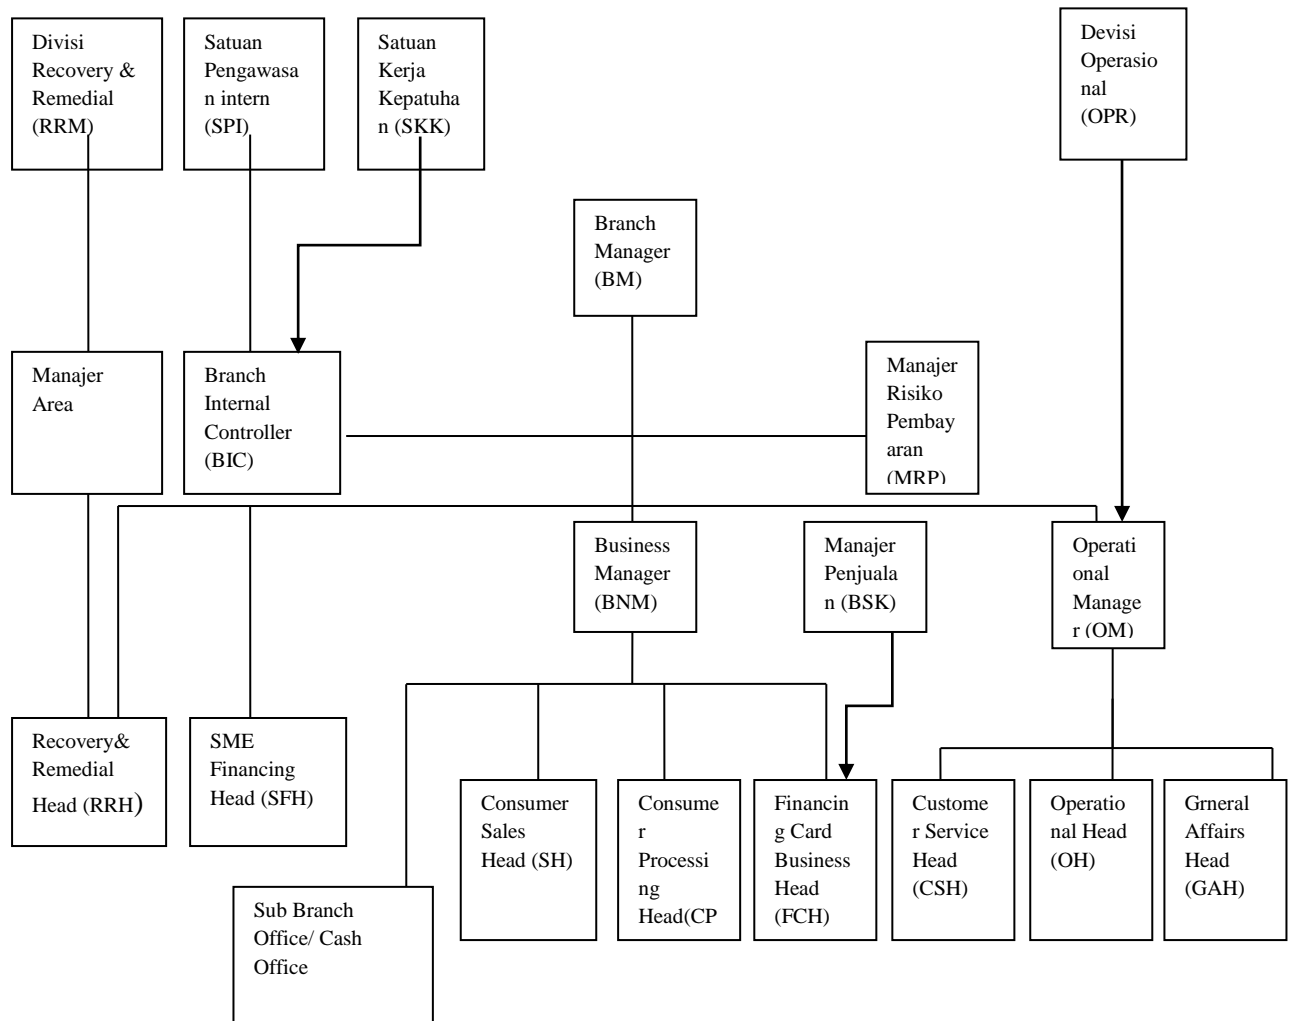 Divisi
Recovery &
Remedial
(RRM)
Satuan
Pengawasa
n intern
(SPI)
Satuan
Kerja
Kepatuha
n (SKK)
Devisi
Operasio
nal
(OPR)
Branch
Manager
(BM)
Manajer
Area
Branch
Internal
Controller
(BIC)
Manajer
Risiko
Pembay
aran
(MRP)
Business
Manager
(BNM)
Manajer
Penjuala
n (BSK)
Operati
onal
Manage
r (OM)
Recovery&
Remedial
Head (RRH)
SME
Financing
Head (SFH)
Consumer
Sales
Head (SH)
Consume
r
Processi
ng
Head(CP
Financin
g Card
Business
Head
(FCH)
Custome
r Service
Head
(CSH)
Operatio
nal Head
(OH)
Grneral
Affairs
Head
(GAH)
Sub Branch
Office/ Cash
Office